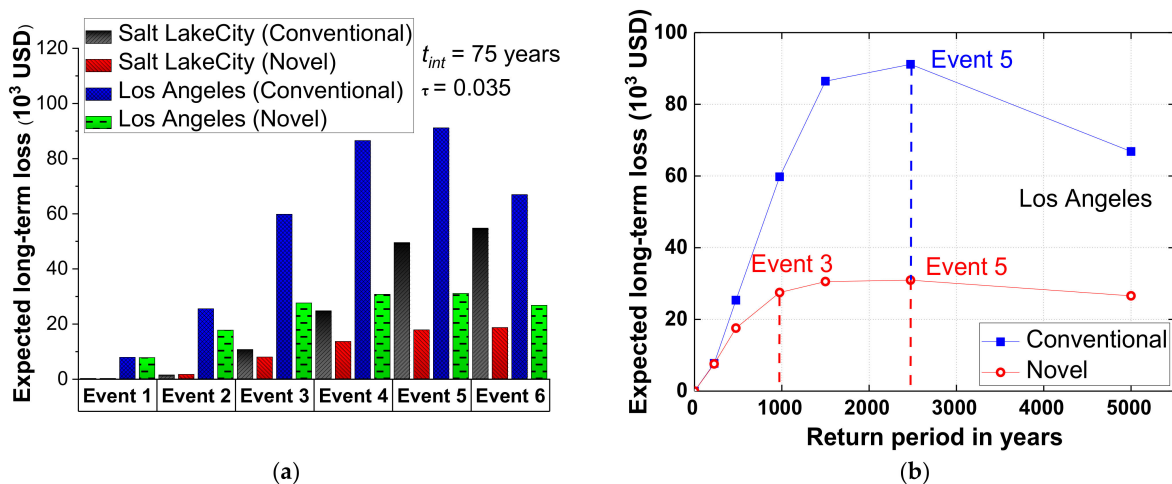 Expected long-term loss (10³ USD)
120
100
80
60
40
20
0
Salt LakeCity (Conventional)
Salt LakeCity (Novel)
Los Angeles (Conventional)
Los Angeles (Novel)
t_int = 75 years
τ = 0.035
Event 1 Event 2 Event 3 Event 4 Event 5 Event 6
(a)
Expected long-term loss (10³ USD)
100
80
60
40
20
0
Event 5
Los Angeles
Event 3
Event 5
Conventional
Novel
0 1000 2000 3000 4000 5000
Return period in years
(b)